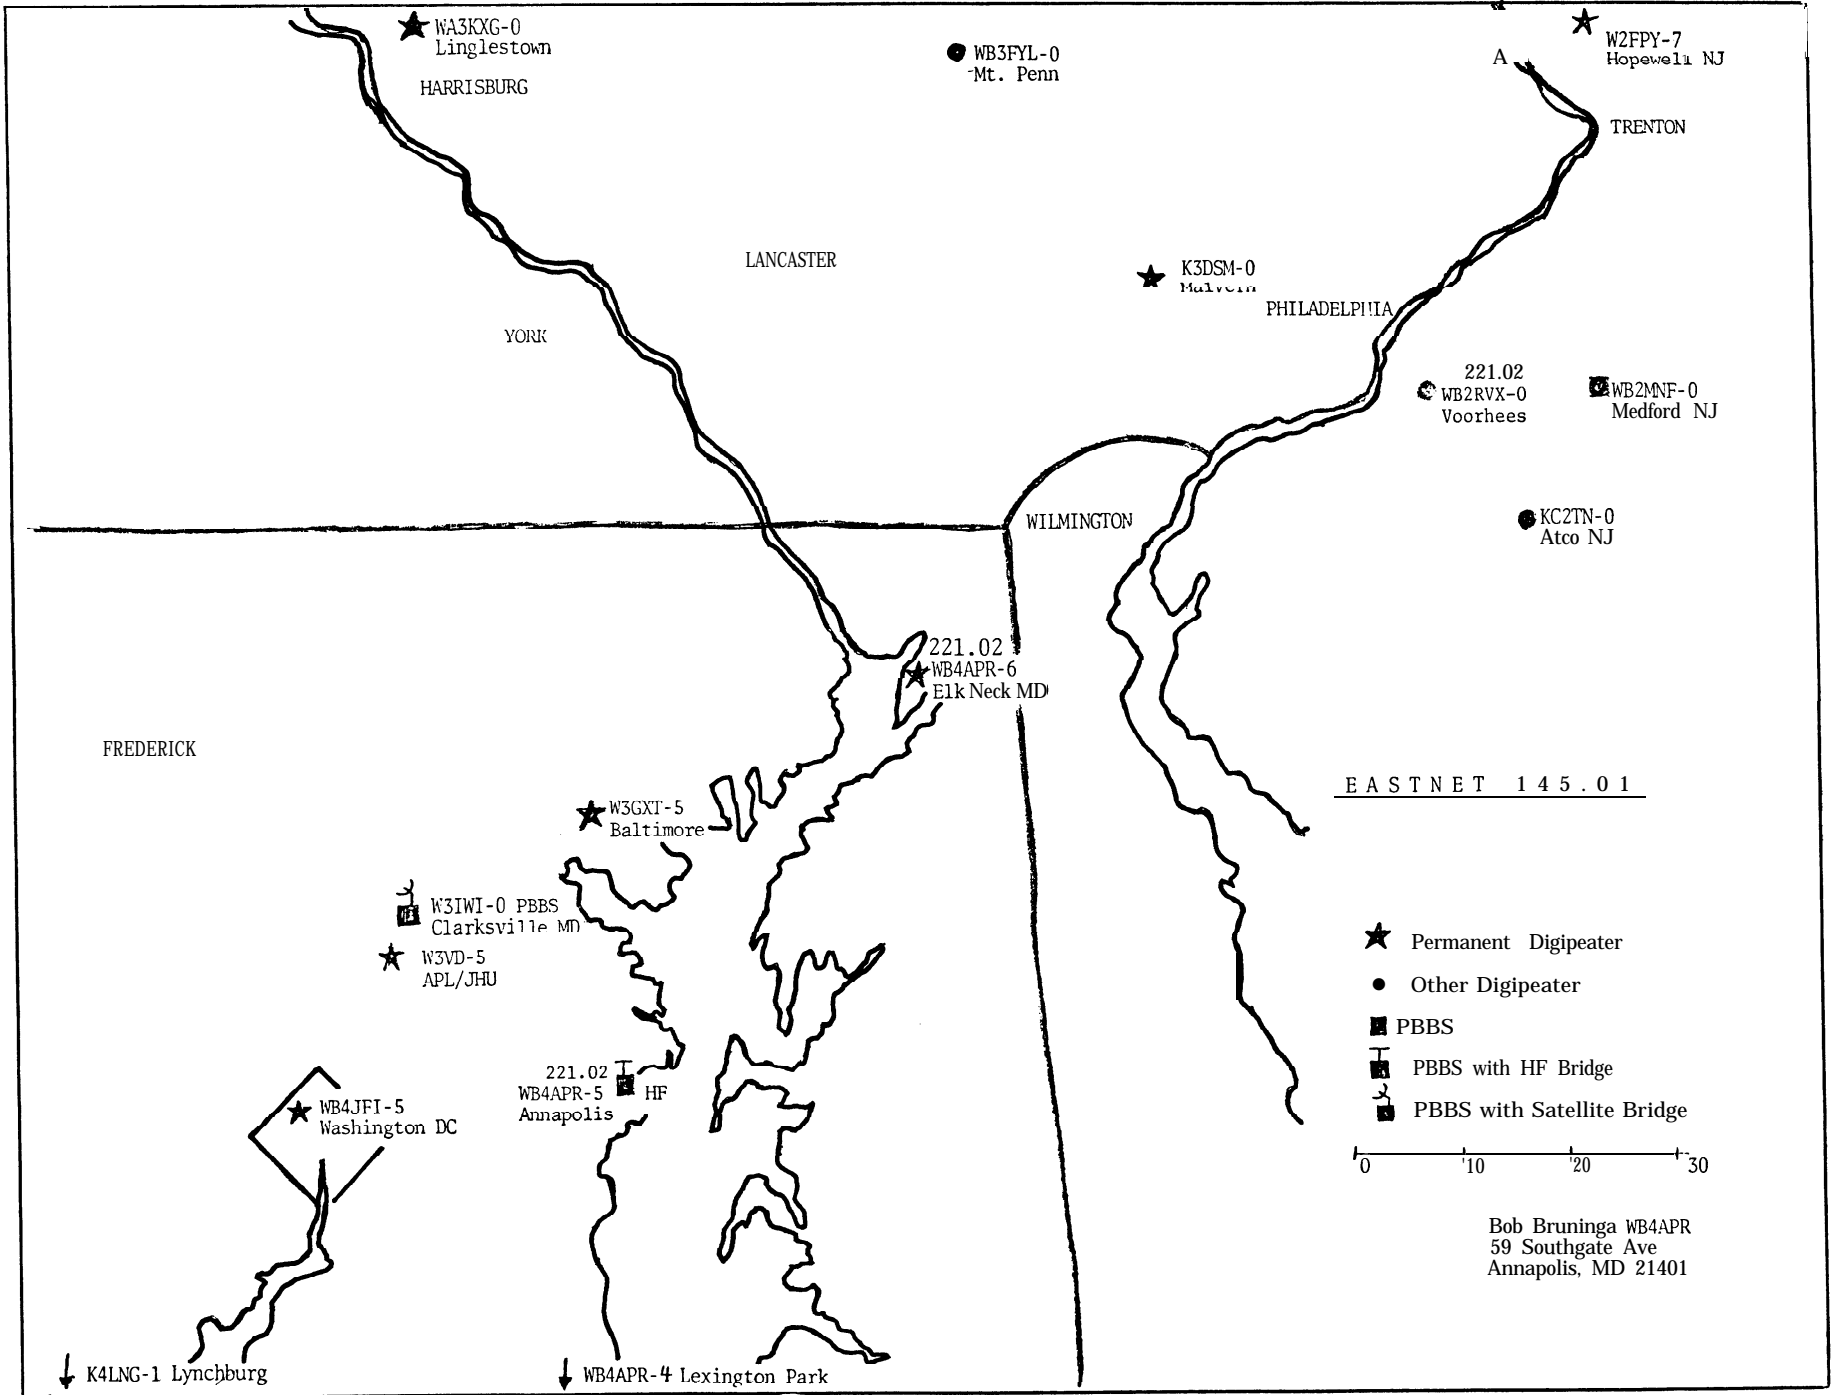 WA3KXG-0
Linglestown
HARRISBURG
WB3FYL-0
Mt. Penn
W2FPY-7
Hopewell NJ
A
TRENTON
LANCASTER
K3DSM-0
Malvern
PHILADELPHIA
YORK
221.02
WB2RVX-0
Voorhees
WB2MNF-0
Medford NJ
WILMINGTON
KC2TN-0
Atco NJ
221.02
WB4APR-6
Elk Neck MD
FREDERICK
EASTNET 145.01
W3GXT-5
Baltimore
W3IWI-0 PBBS
Clarksville MD
W3VD-5
APL/JHU
221.02
WB4APR-5 HF
Annapolis
WB4JFI-5
Washington DC
Permanent Digipeater
Other Digipeater
PBBS
PBBS with HF Bridge
PBBS with Satellite Bridge
0 10 20 30
Bob Bruninga WB4APR
59 Southgate Ave
Annapolis, MD 21401
K4LNG-1 Lynchburg
WB4APR-4 Lexington Park